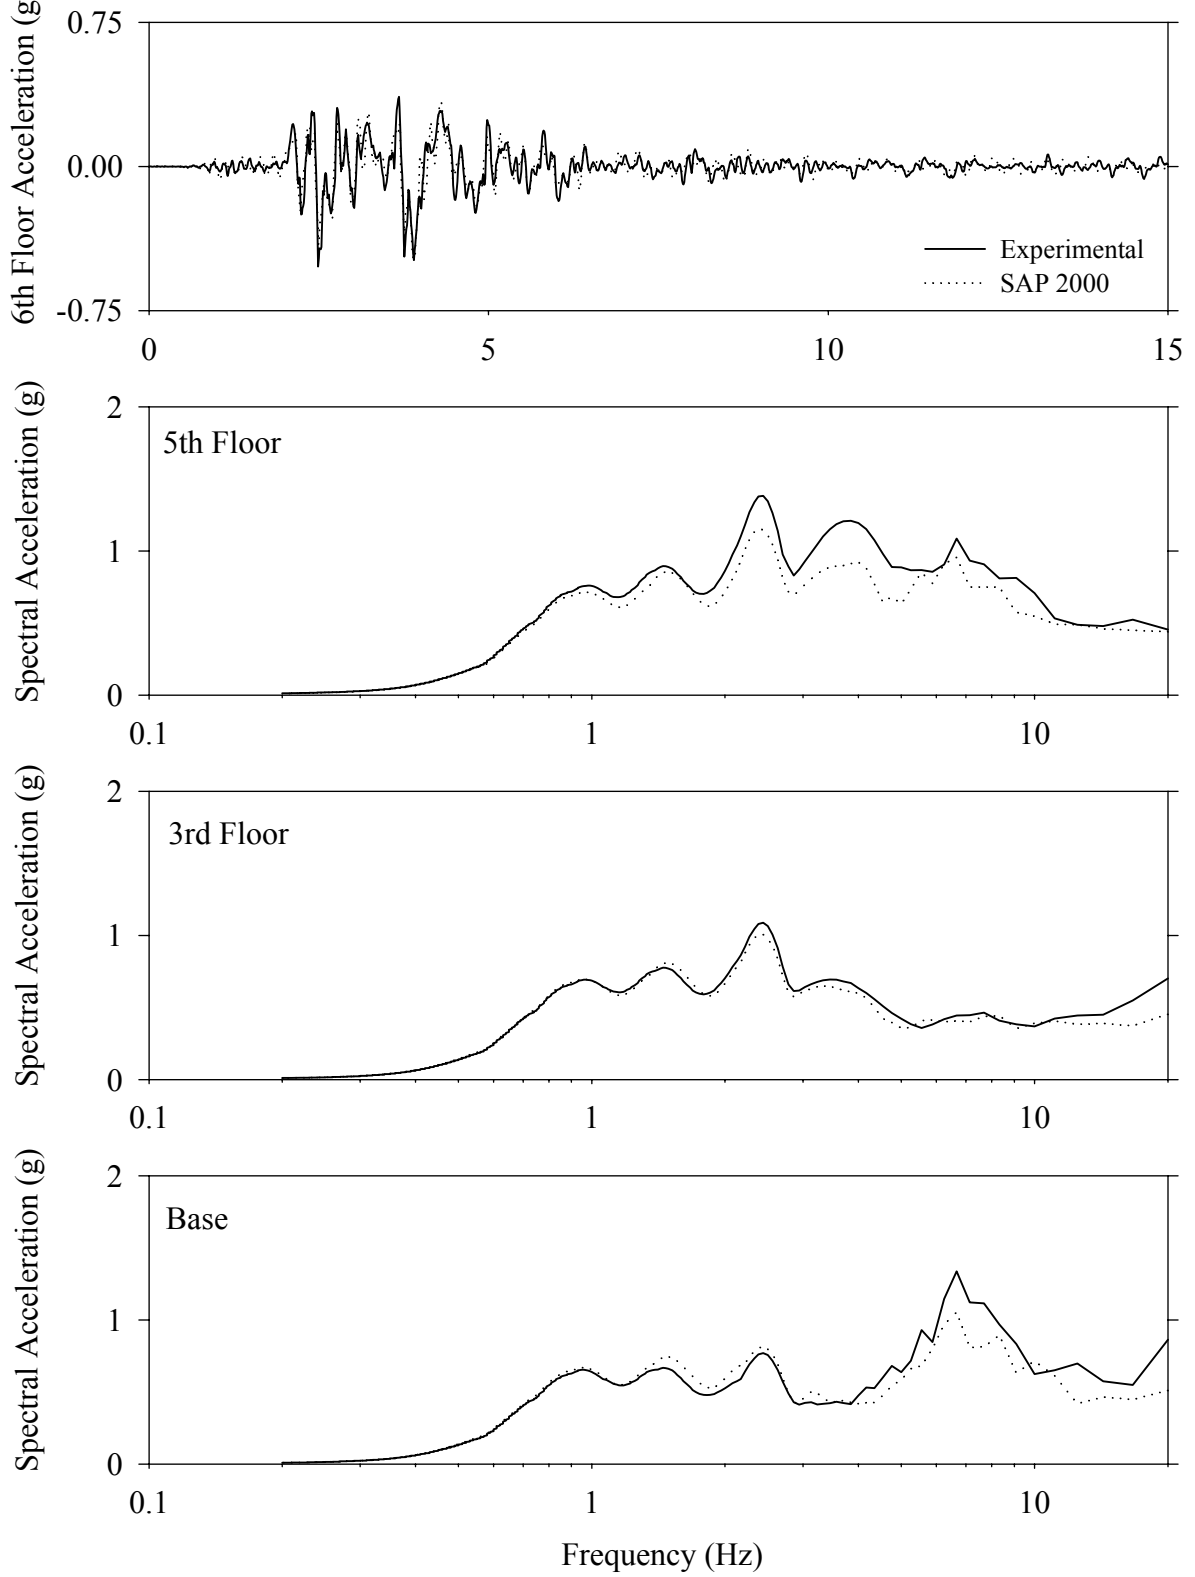 6th Floor Acceleration (g)
0.75
0.00
-0.75
Experimental
SAP 2000
0 5 10 15
Spectral Acceleration (g)
2
5th Floor
1
0
0.1 1 10
Spectral Acceleration (g)
2
3rd Floor
1
0
0.1 1 10
Spectral Acceleration (g)
2
Base
1
0
0.1 1 10
Frequency (Hz)